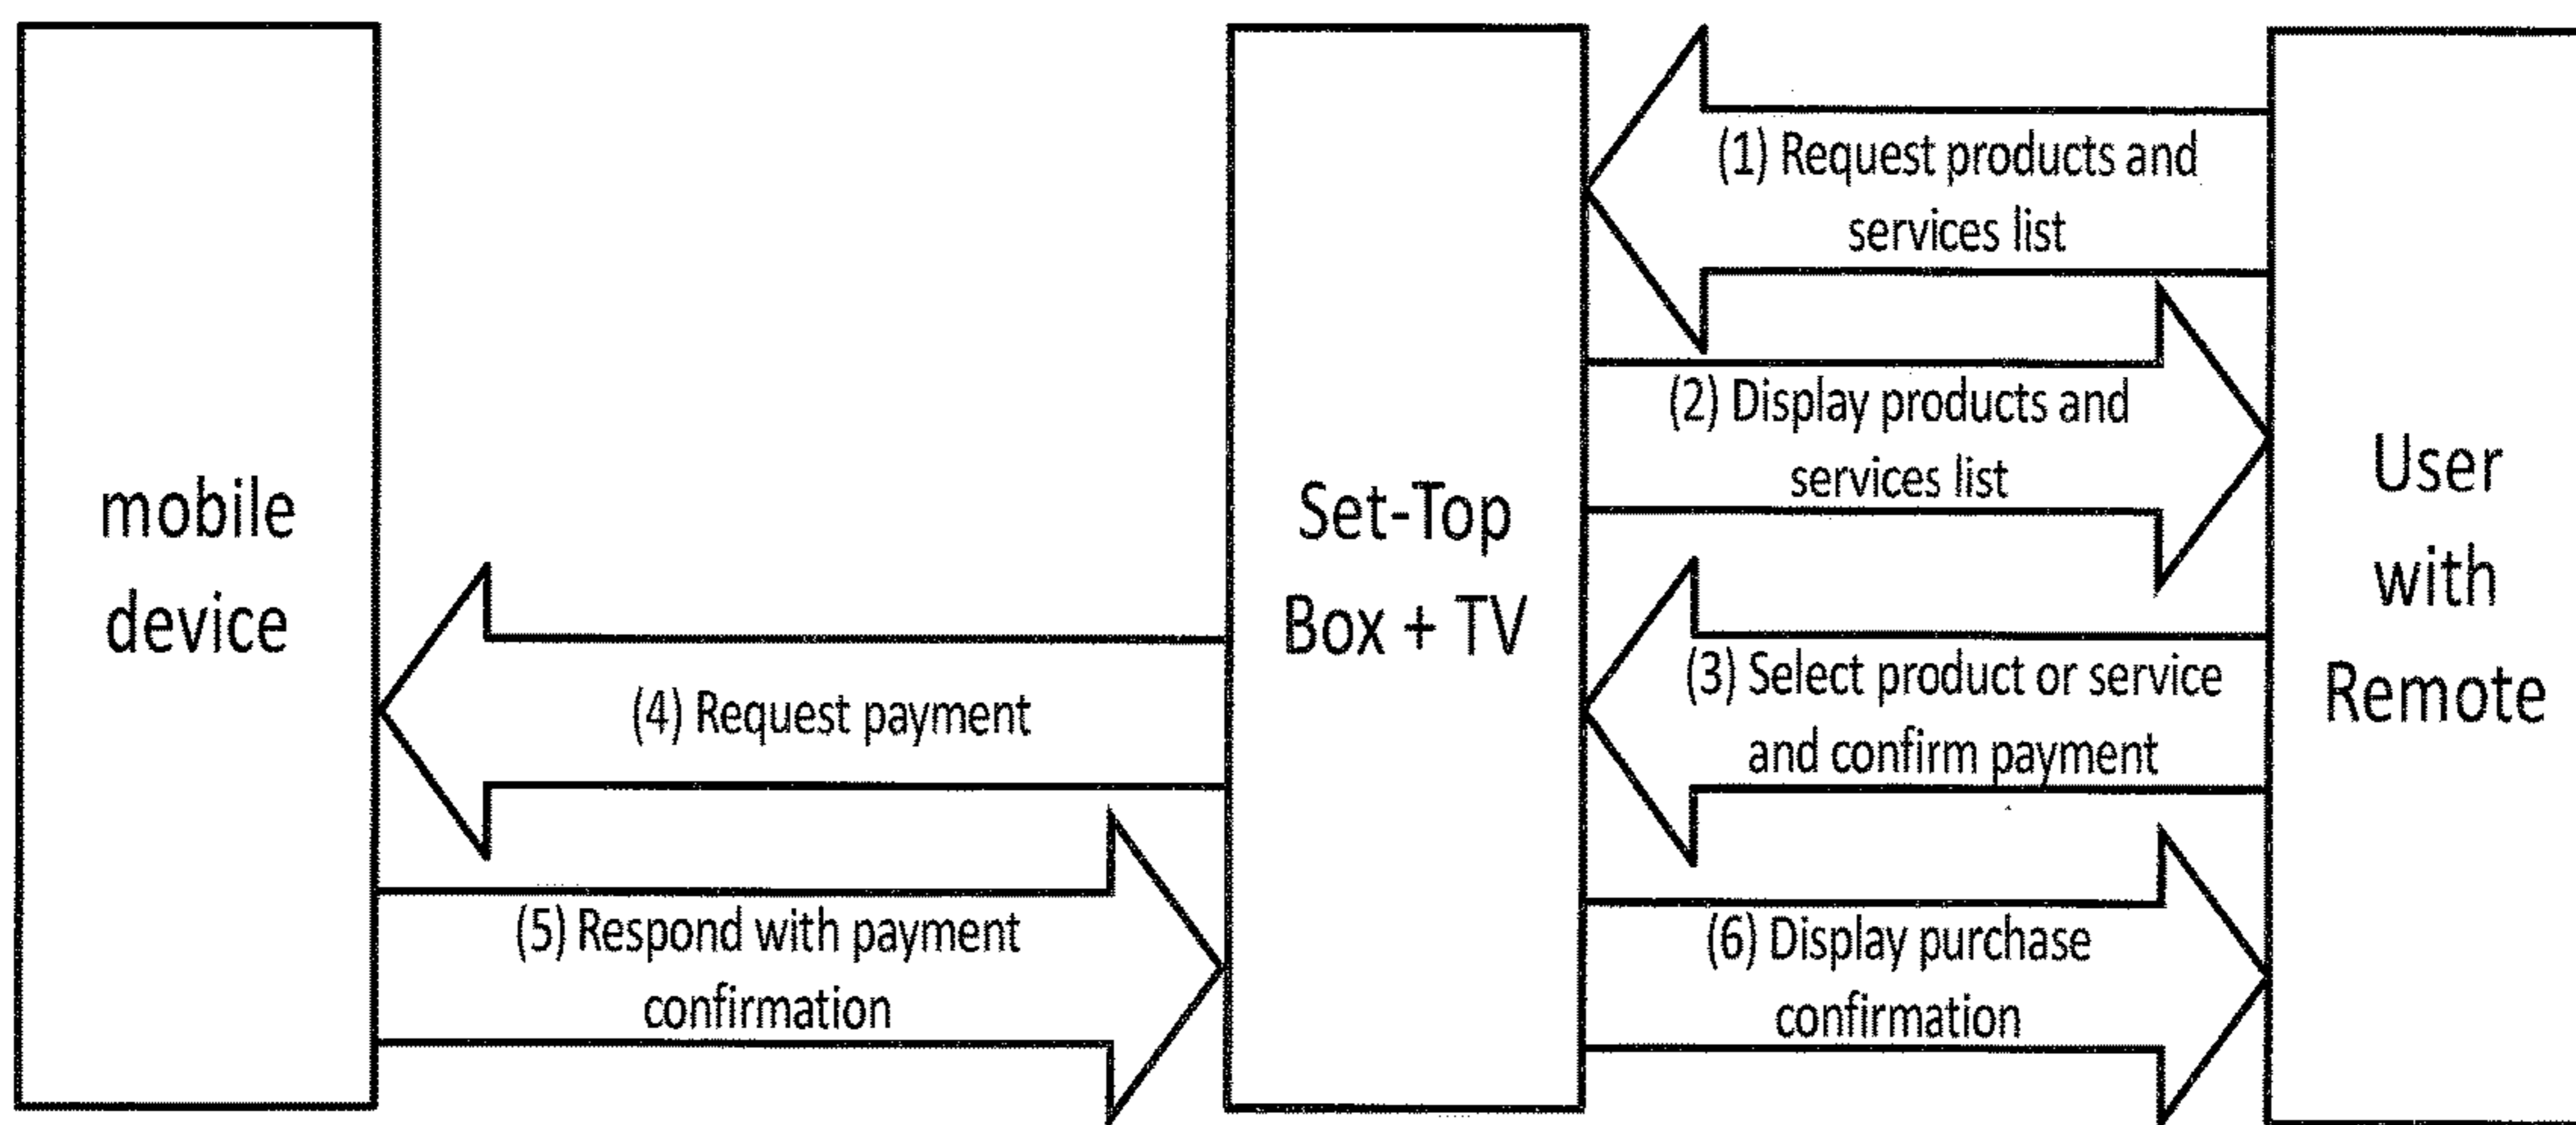 mobile
device
Set-Top
Box + TV
User
with
Remote
(1) Request products and
services list
(2) Display products and
services list
(3) Select product or service
and confirm payment
(4) Request payment
(5) Respond with payment
confirmation
(6) Display purchase
confirmation